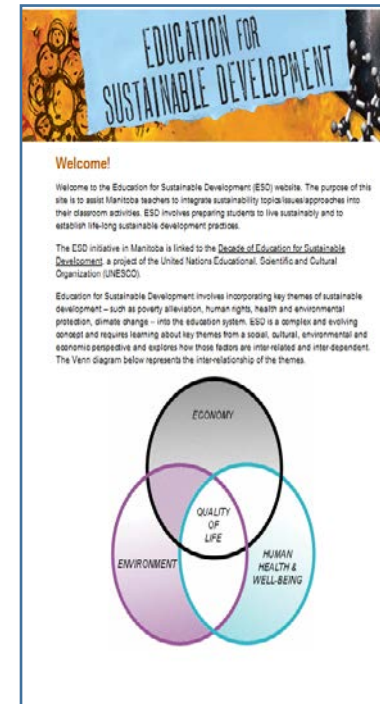 EDUCATION FOR
SUSTAINABLE DEVELOPMENT
Welcome!
Welcome to the Education for Sustainable Development (ESD) website. The purpose of this
site is to assist Manitoba teachers to integrate sustainability topics/issues/approaches into
their classroom activities. ESD involves preparing students to live sustainably and to
establish life-long sustainable development practices.
The ESD initiative in Manitoba is linked to the Decade of Education for Sustainable
Development, a project of the United Nations Educational, Scientific and Cultural
Organization (UNESCO).
Education for Sustainable Development involves incorporating key themes of sustainable
development – such as poverty alleviation, human rights, health and environmental
protection, climate change – into the education system. ESD is a complex and evolving
concept and requires learning about key themes from a social, cultural, environmental and
economic perspective and explores how those factors are inter-related and inter-dependent.
The Venn diagram below represents the inter-relationship of the themes.
ECONOMY
QUALITY
OF
LIFE
ENVIRONMENT
HUMAN
HEALTH &
WELL-BEING